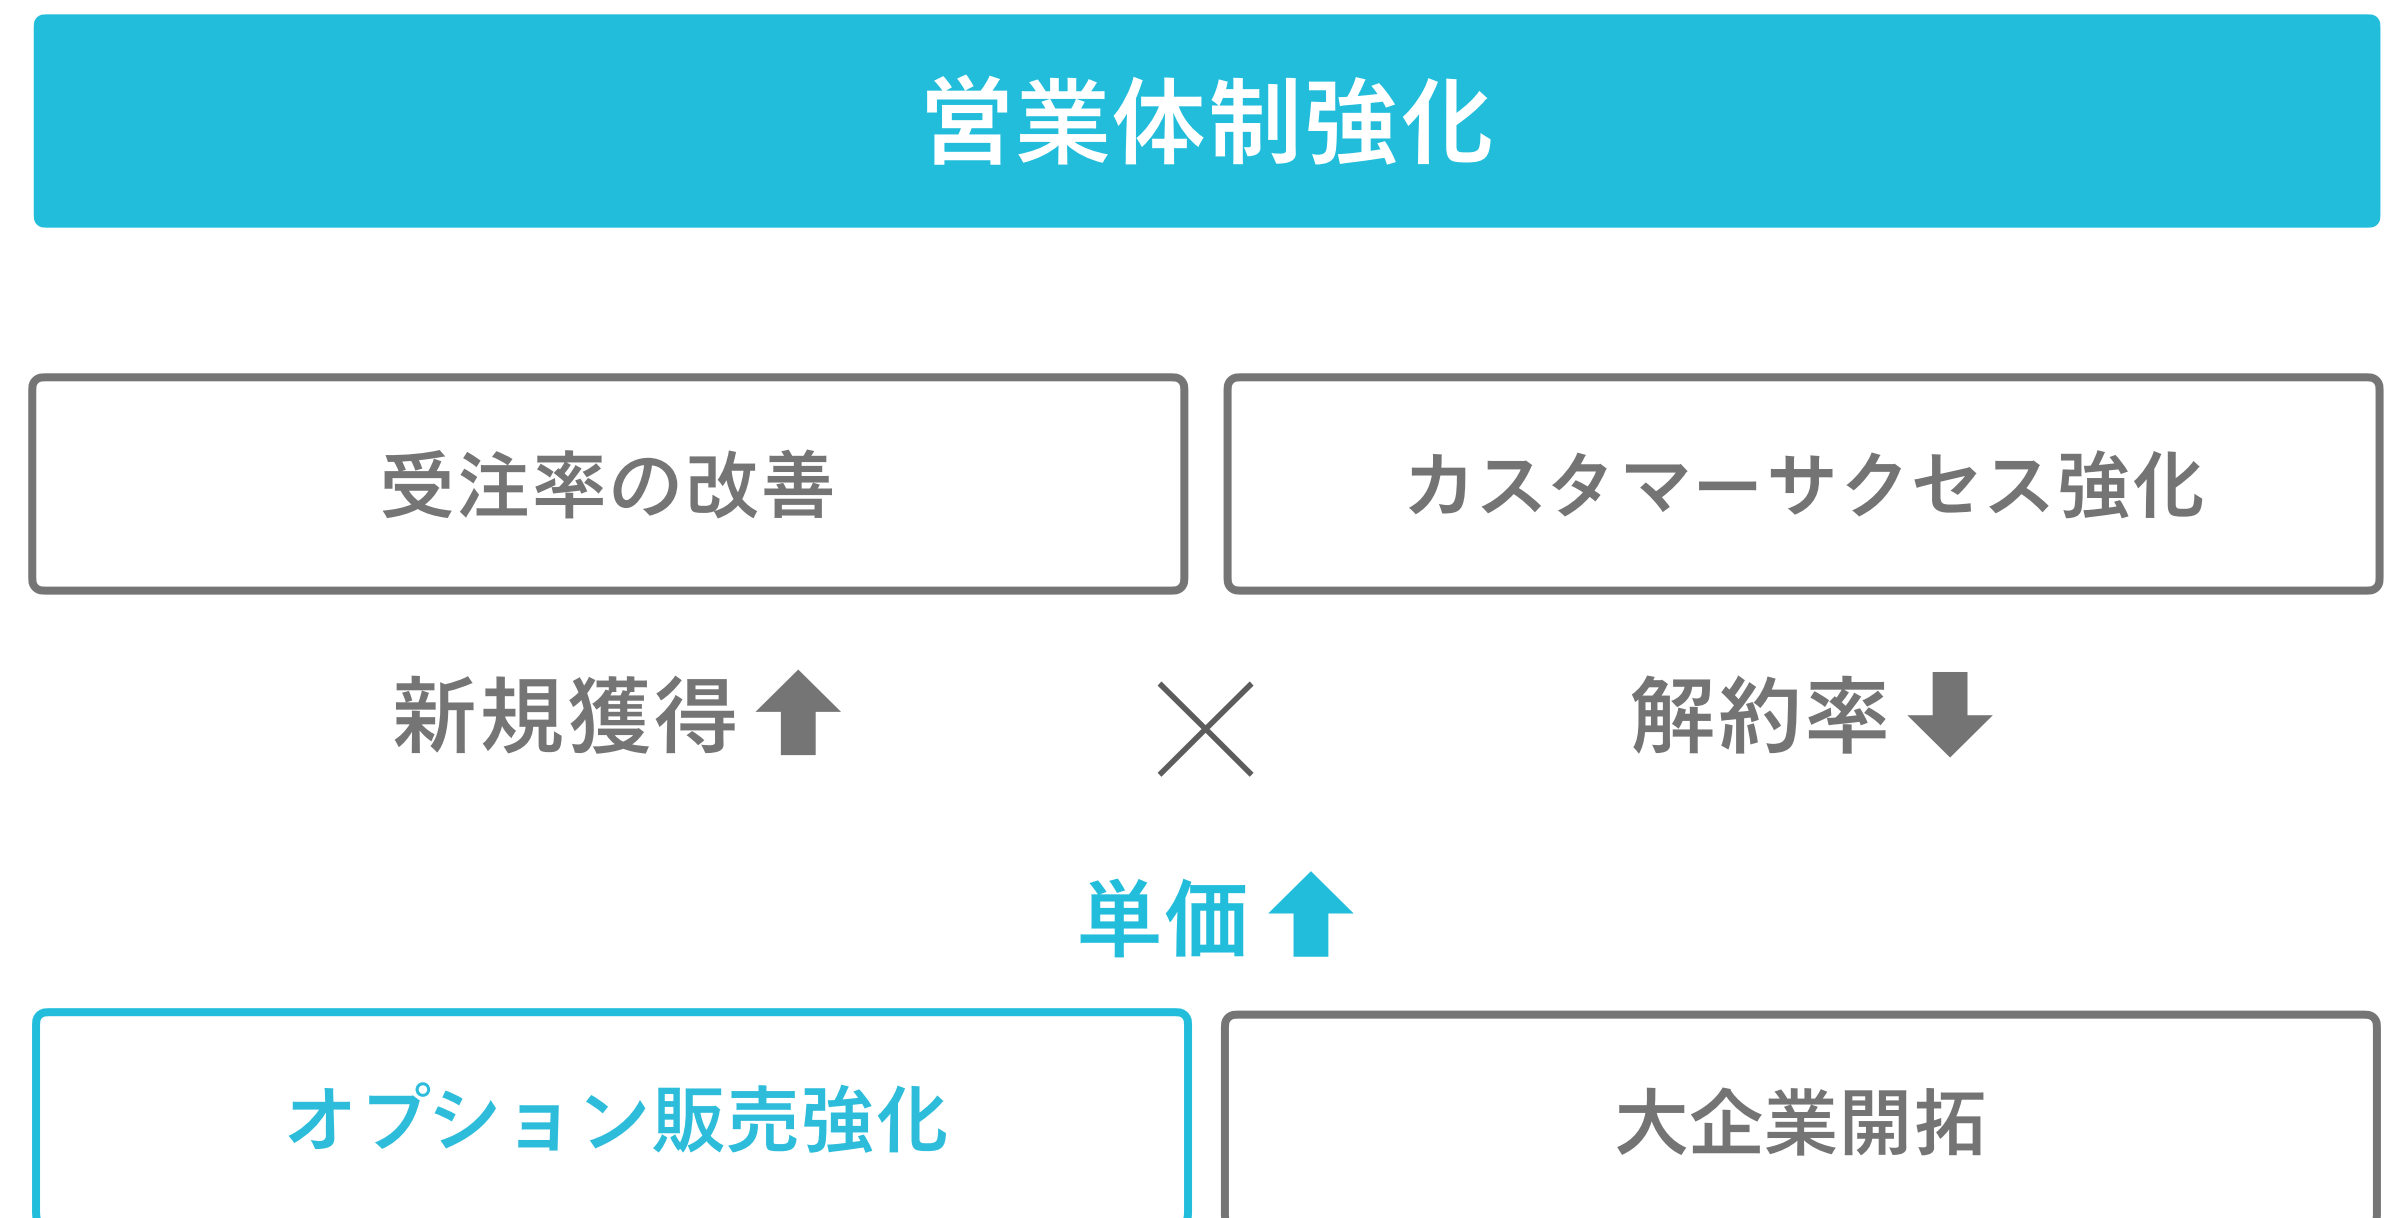 営業体制強化
受注率の改善
カスタマーサクセス強化
新規獲得
解約率
単価
オプション販売強化
大企業開拓